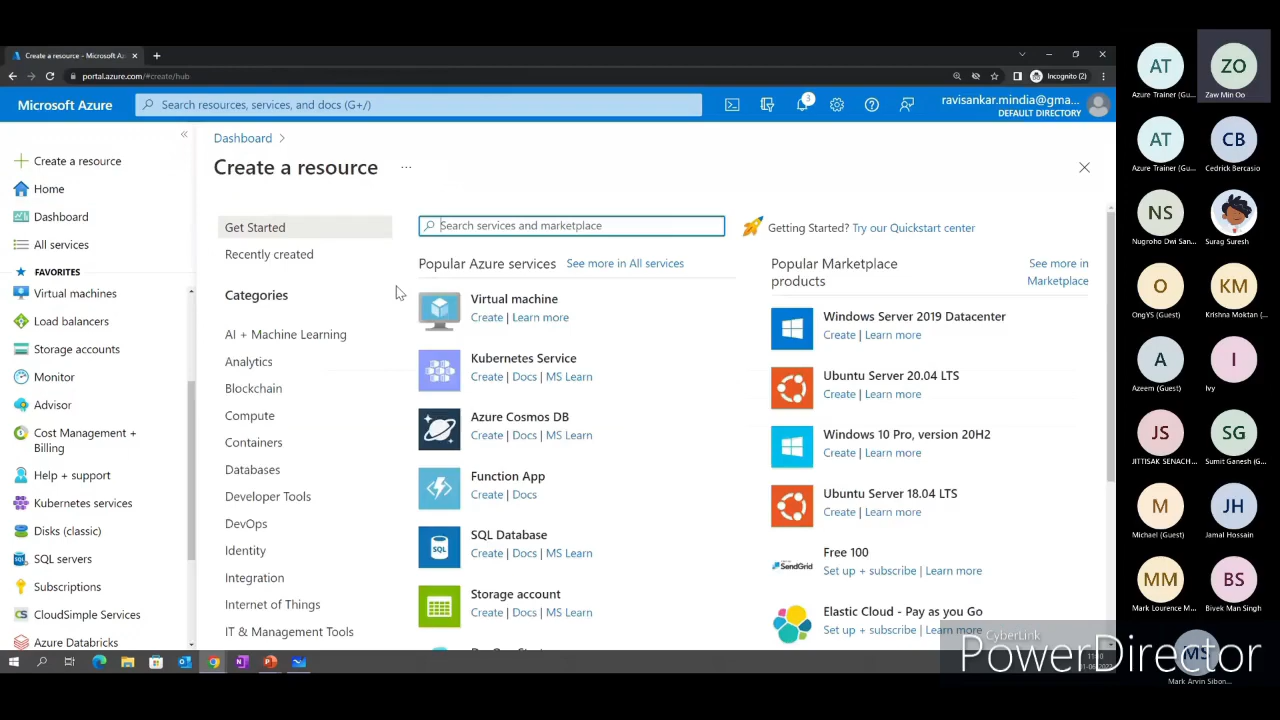 Create a resource - Microsoft Az
portal.azure.com/#create/hub
Incognito (2)
Microsoft Azure
Search resources, services, and docs (G+/)
3
ravisankar.mindia@gma...
DEFAULT DIRECTORY
Create a resource
Home
Dashboard
All services
FAVORITES
Virtual machines
Load balancers
Storage accounts
Monitor
Advisor
Cost Management +
Billing
Help + support
Kubernetes services
Disks (classic)
SQL servers
Subscriptions
CloudSimple Services
Azure Databricks
Dashboard
Create a resource
...
Get Started
Recently created
Categories
AI + Machine Learning
Analytics
Blockchain
Compute
Containers
Databases
Developer Tools
DevOps
Identity
Integration
Internet of Things
IT & Management Tools
Search services and marketplace
Getting Started? Try our Quickstart center
Popular Azure services See more in All services
Virtual machine
Create | Learn more
Kubernetes Service
Create | Docs | MS Learn
Azure Cosmos DB
Create | Docs | MS Learn
Function App
Create | Docs
SQL
SQL Database
Create | Docs | MS Learn
Storage account
Create | Docs | MS Learn
Popular Marketplace
products
See more in
Marketplace
Windows Server 2019 Datacenter
Create | Learn more
Ubuntu Server 20.04 LTS
Create | Learn more
Windows 10 Pro, version 20H2
Create | Learn more
Ubuntu Server 18.04 LTS
Create | Learn more
SendGrid
Free 100
Set up + subscribe | Learn more
Elastic Cloud - Pay as you Go
Set up + subscribe | Learn more
AT
Azure Trainer (Gu...
ZO
Zaw Min Oo
AT
Azure Trainer (Gu...
CB
Cedrick Bercasio
NS
Nugroho Dwi San...
Surag Suresh
O
OngYS (Guest)
KM
Krishna Moktan (...
A
Azeem (Guest)
I
Ivy
JS
JITTISAK SENACH...
SG
Sumit Ganesh (G...
M
Michael (Guest)
JH
Jamal Hossain
MM
Mark Lourence M...
BS
Bivek Man Singh
MS
Mark Arvin Sibon...
CyberLink
PowerDirector